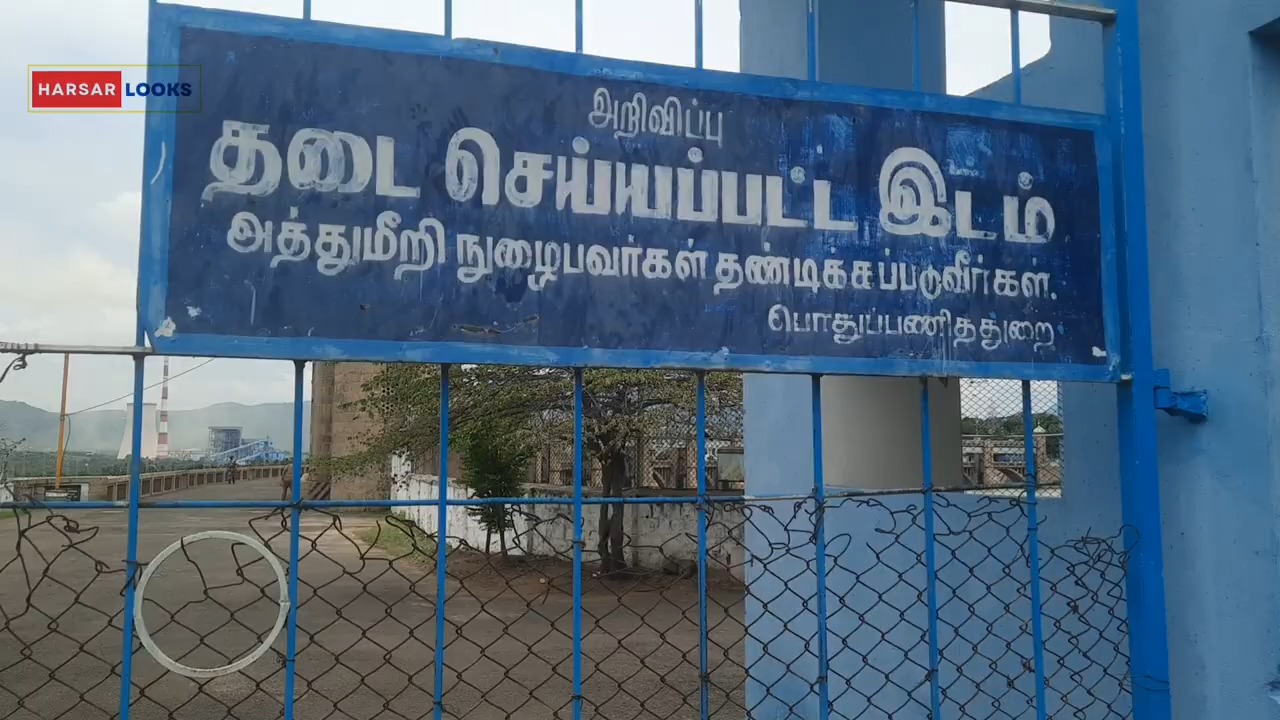 HARSAR LOOKS
அறிவிப்பு
தடை செய்யப்பட்ட இடம்
அத்துமீறி நுழைபவர்கள் தண்டிக்கப்படுவீர்கள்.
பொதுப்பணித்துறை